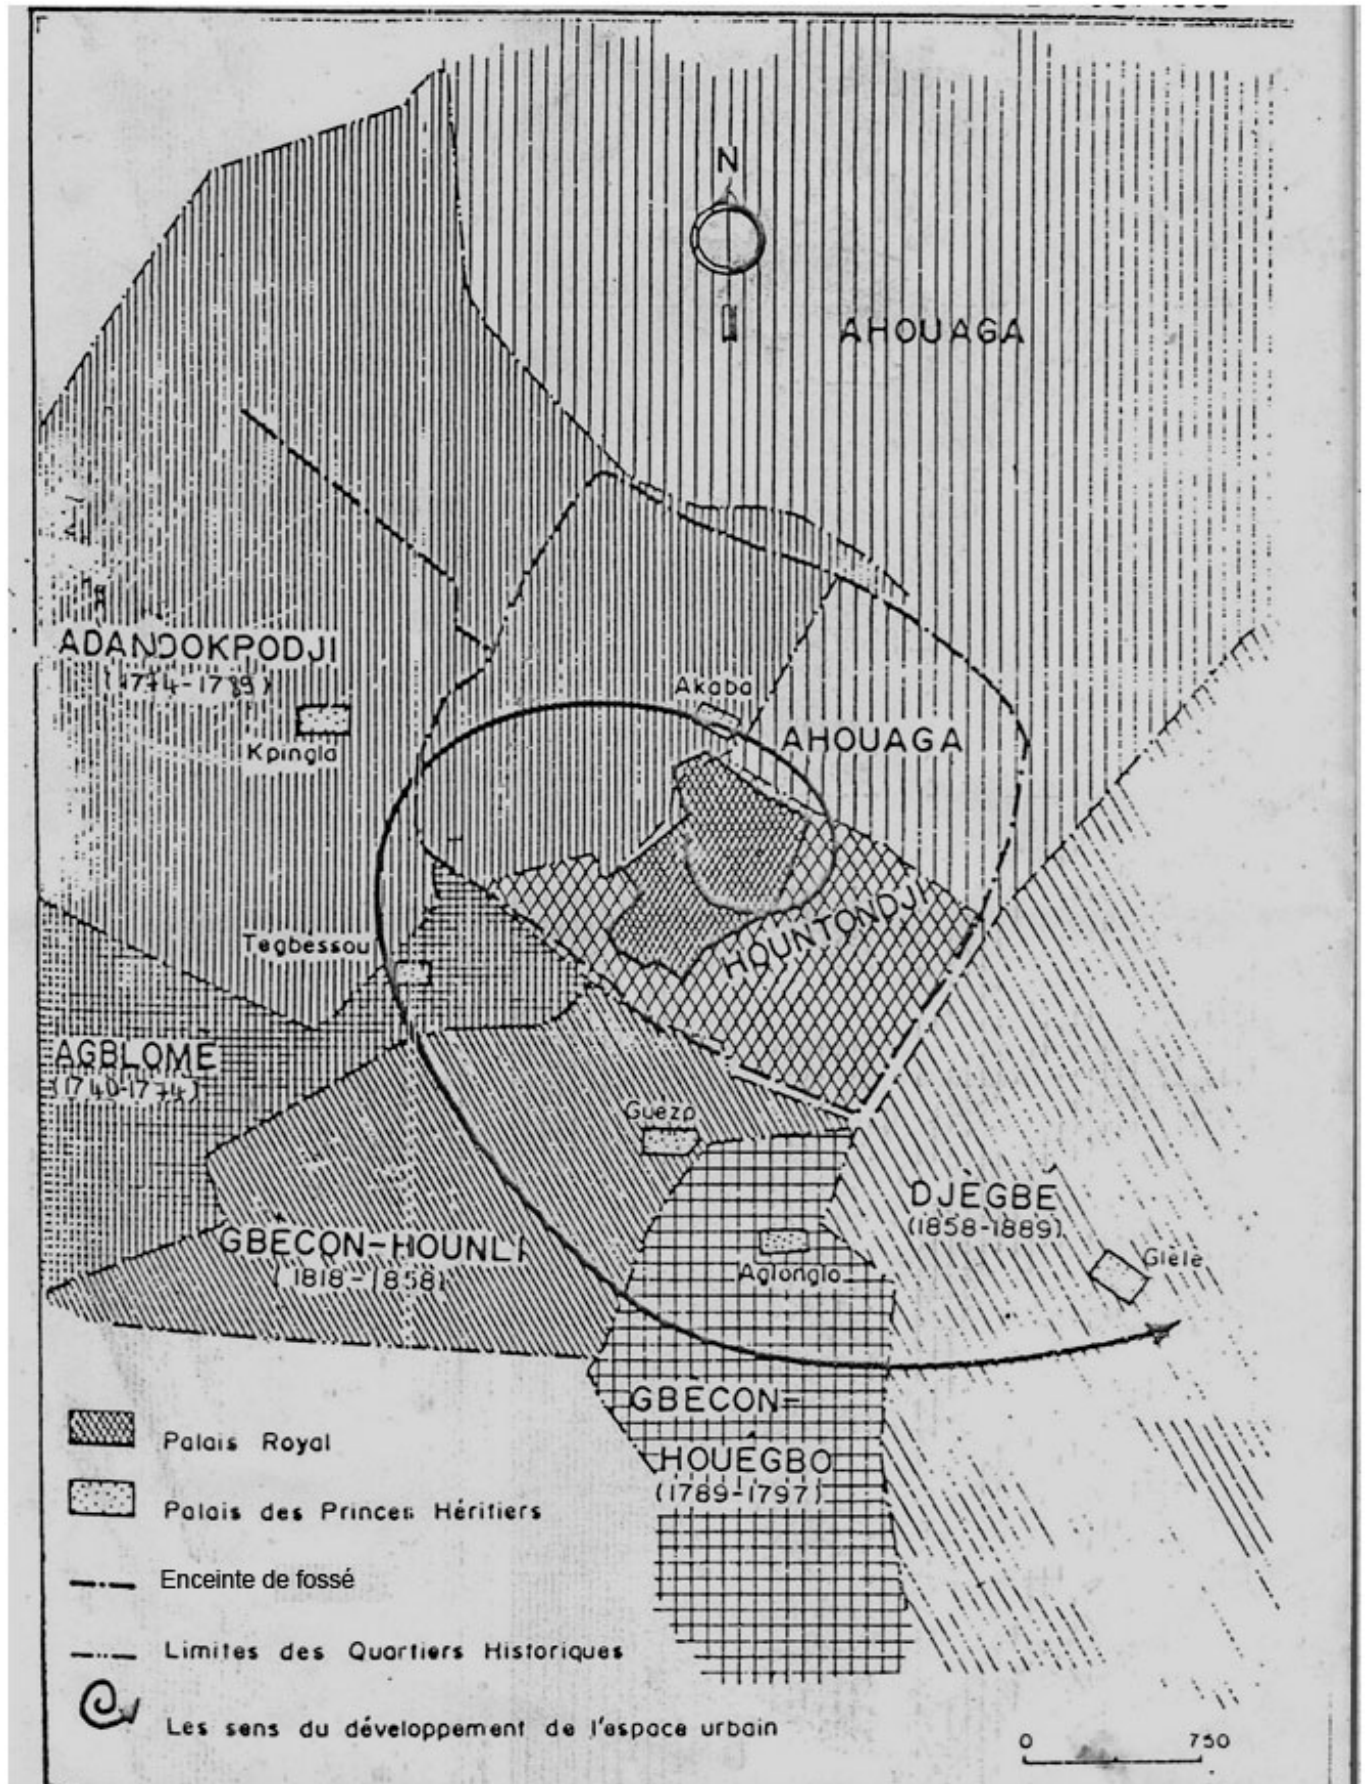 N
AHOUAGA
ADANDOKPODJI
(1774-1789)
Kpingla
Akaba
AHOUAGA
HOUNTONDJI
Tegbessou
AGBLOME
(1740-1774)
Guezo
GBECON-HOUNLI
(1818-1858)
DJEGBE
(1858-1889)
Aglonglo
Glèlè
GBECON-
HOUEGBO
(1789-1797)
Palais Royal
Palais des Princes Héritiers
Enceinte de fossé
Limites des Quartiers Historiques
Les sens du développement de l'espace urbain
0 750